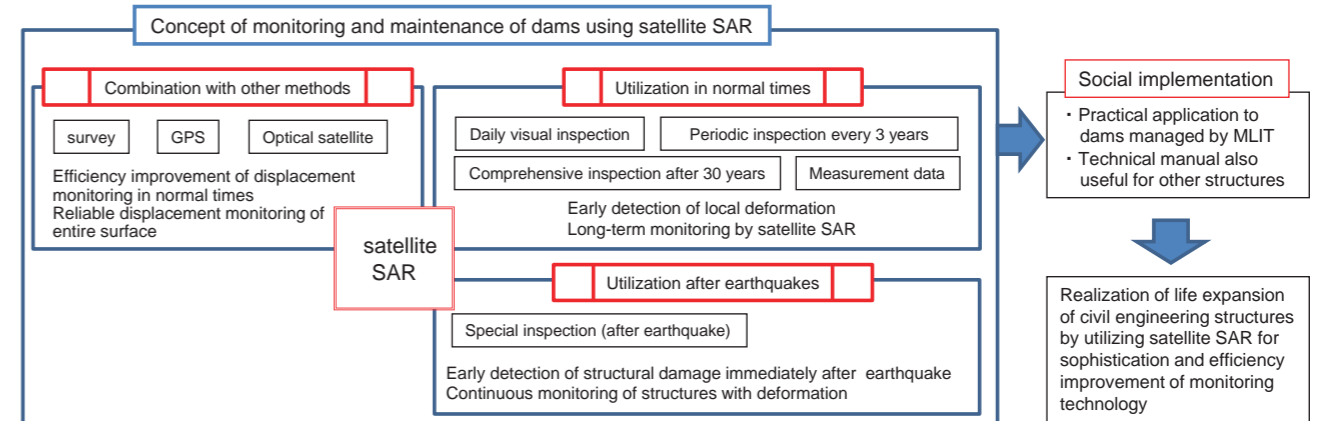 Concept of monitoring and maintenance of dams using satellite SAR
Combination with other methods
survey
GPS
Optical satellite
Efficiency improvement of displacement
monitoring in normal times
Reliable displacement monitoring of
entire surface
satellite
SAR
Utilization in normal times
Daily visual inspection
Periodic inspection every 3 years
Comprehensive inspection after 30 years
Measurement data
Early detection of local deformation
Long-term monitoring by satellite SAR
Utilization after earthquakes
Special inspection (after earthquake)
Early detection of structural damage immediately after earthquake
Continuous monitoring of structures with deformation
Social implementation
・Practical application to
dams managed by MLIT
・Technical manual also
useful for other structures
Realization of life expansion
of civil engineering structures
by utilizing satellite SAR for
sophistication and efficiency
improvement of monitoring
technology